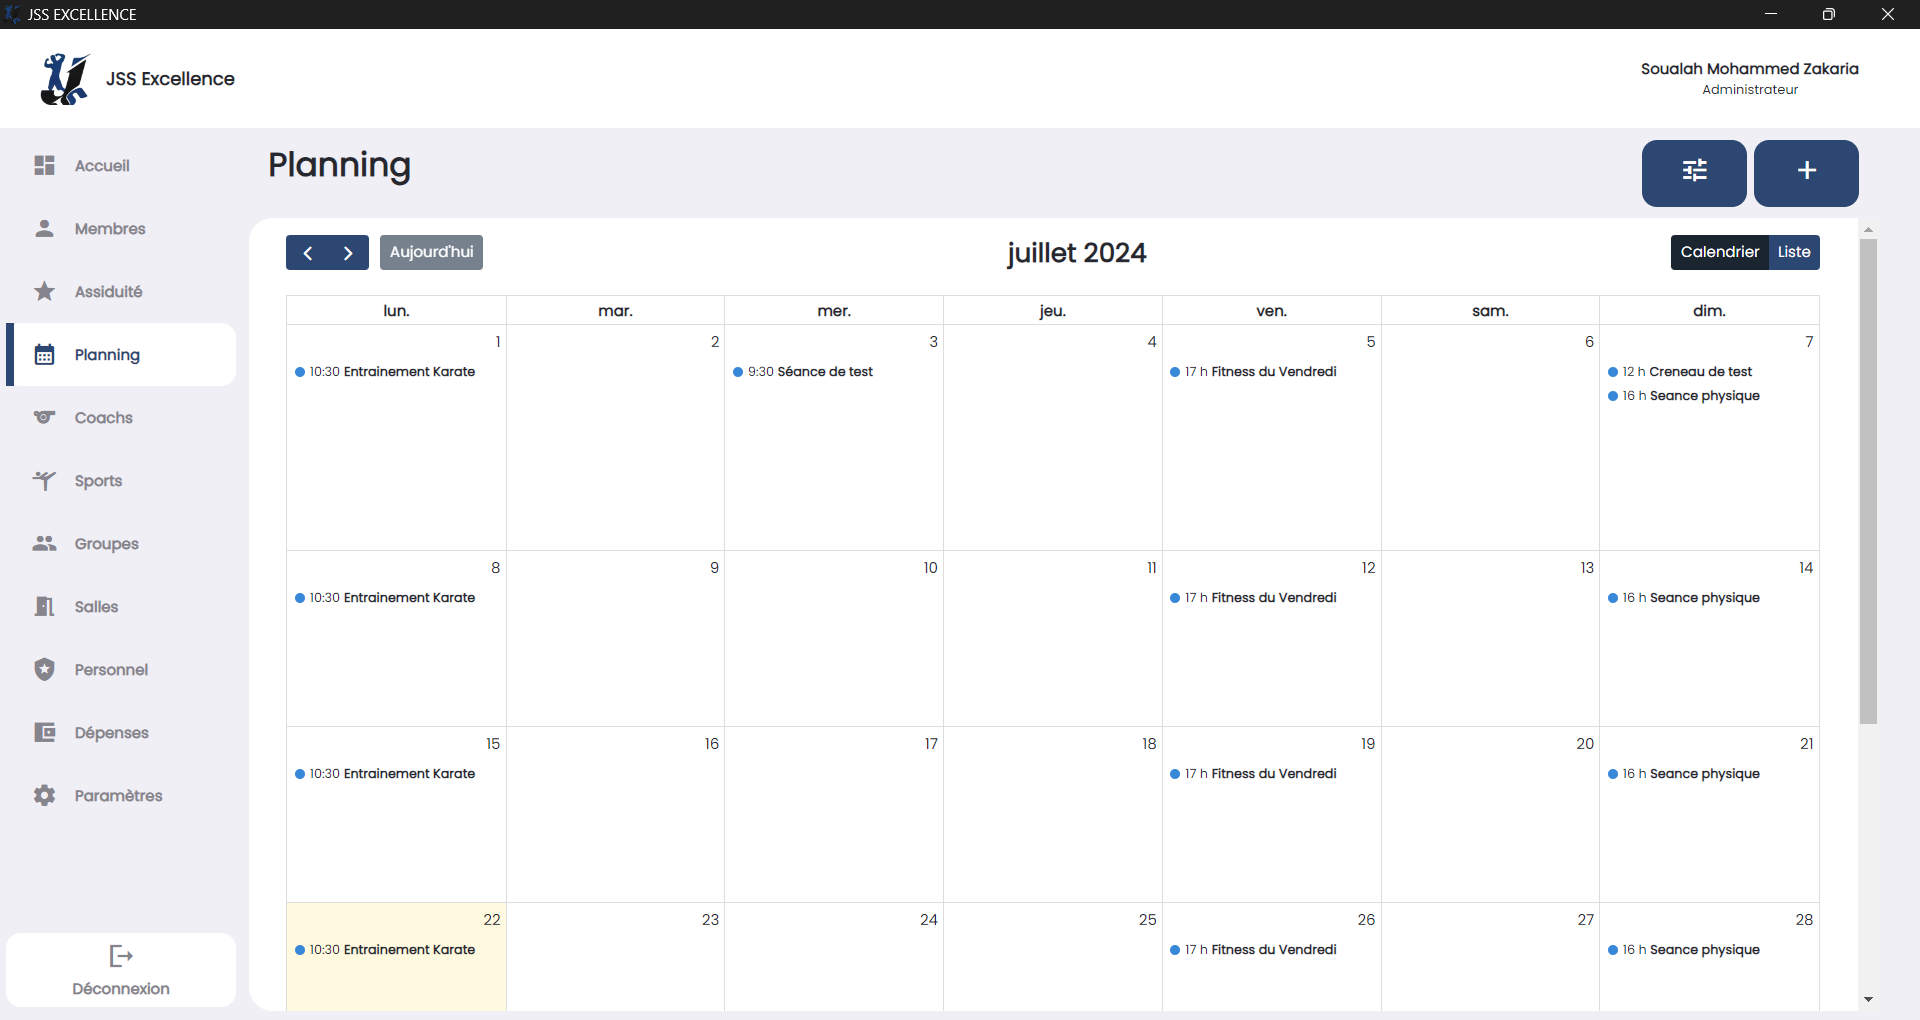 JSS EXCELLENCE
JSS Excellence
Soualah Mohammed Zakaria
Administrateur
Accueil
Membres
Assiduité
Planning
Coachs
Sports
Groupes
Salles
Personnel
Dépenses
Paramètres
Déconnexion
Planning
Aujourd'hui
juillet 2024
Calendrier Liste
lun. mar. mer. jeu. ven. sam. dim.
1 2 3 4 5 6 7
10:30 Entrainement Karate 9:30 Séance de test 17 h Fitness du Vendredi 12 h Creneau de test
16 h Seance physique
8 9 10 11 12 13 14
10:30 Entrainement Karate 17 h Fitness du Vendredi 16 h Seance physique
15 16 17 18 19 20 21
10:30 Entrainement Karate 17 h Fitness du Vendredi 16 h Seance physique
22 23 24 25 26 27 28
10:30 Entrainement Karate 17 h Fitness du Vendredi 16 h Seance physique